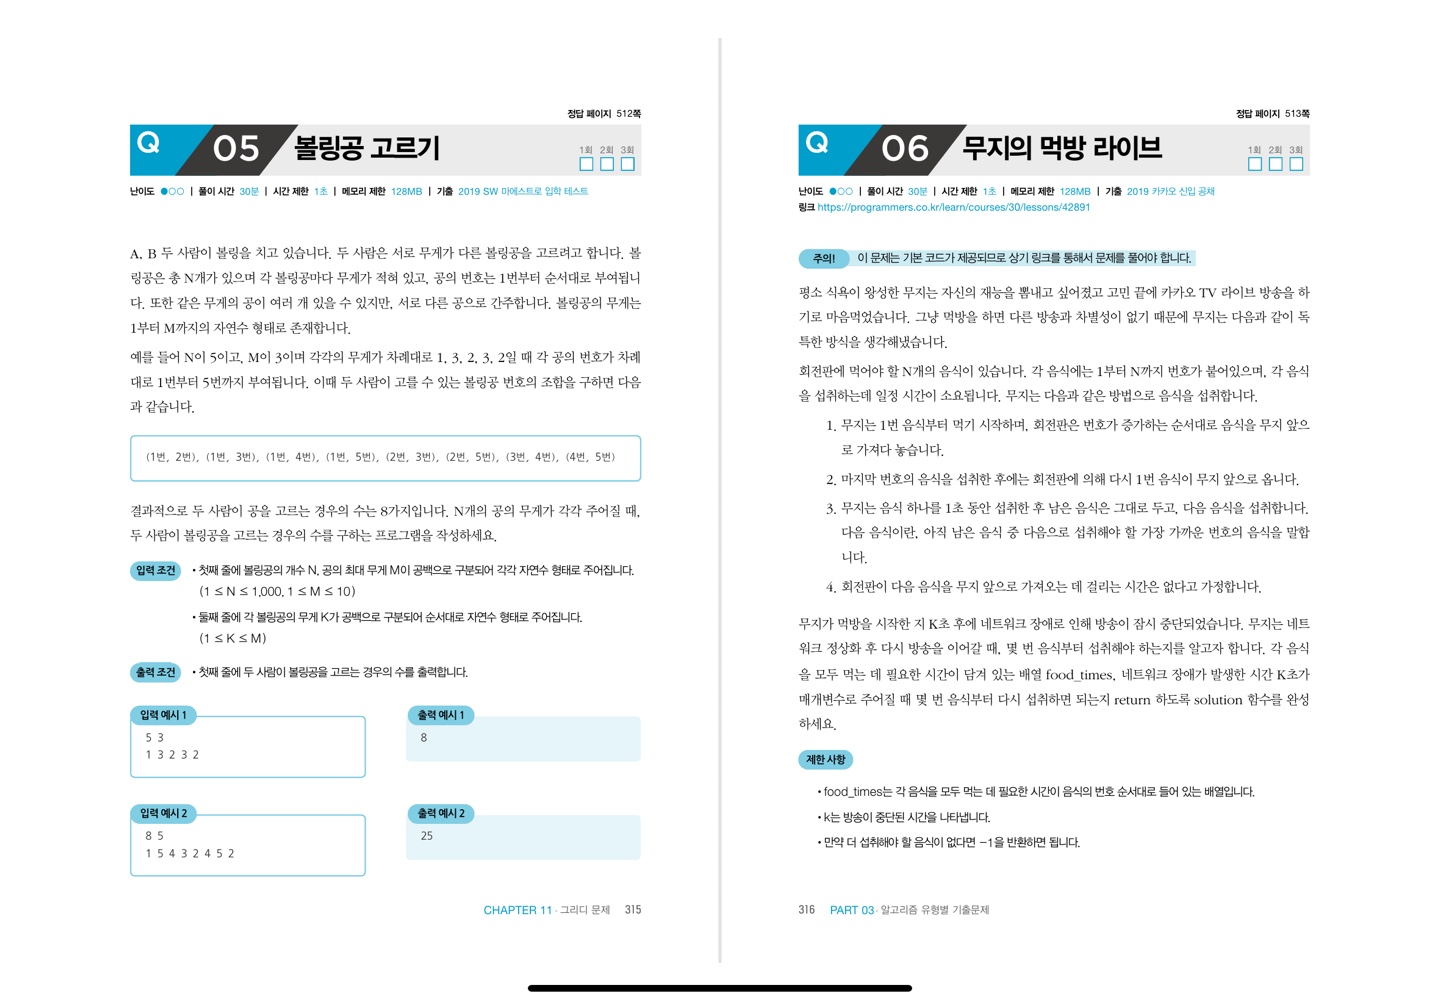 정답 페이지 512쪽
Q 05 볼링공 고르기 1회 2회 3회
난이도 ●○○ | 풀이 시간 30분 | 시간 제한 1초 | 메모리 제한 128MB | 기출 2019 SW 마에스트로 입학 테스트
A, B 두 사람이 볼링을 치고 있습니다. 두 사람은 서로 무게가 다른 볼링공을 고르려고 합니다. 볼
링공은 총 N개가 있으며 각 볼링공마다 무게가 적혀 있고, 공의 번호는 1번부터 순서대로 부여됩니
다. 또한 같은 무게의 공이 여러 개 있을 수 있지만, 서로 다른 공으로 간주합니다. 볼링공의 무게는
1부터 M까지의 자연수 형태로 존재합니다.
예를 들어 N이 5이고, M이 3이며 각각의 무게가 차례대로 1, 3, 2, 3, 2일 때 각 공의 번호가 차례
대로 1번부터 5번까지 부여됩니다. 이때 두 사람이 고를 수 있는 볼링공 번호의 조합을 구하면 다음
과 같습니다.
(1번, 2번), (1번, 3번), (1번, 4번), (1번, 5번), (2번, 3번), (2번, 5번), (3번, 4번), (4번, 5번)
결과적으로 두 사람이 공을 고르는 경우의 수는 8가지입니다. N개의 공의 무게가 각각 주어질 때,
두 사람이 볼링공을 고르는 경우의 수를 구하는 프로그램을 작성하세요.
입력 조건 • 첫째 줄에 볼링공의 개수 N, 공의 최대 무게 M이 공백으로 구분되어 각각 자연수 형태로 주어집니다.
(1 ≤ N ≤ 1,000, 1 ≤ M ≤ 10)
• 둘째 줄에 각 볼링공의 무게 K가 공백으로 구분되어 순서대로 자연수 형태로 주어집니다.
(1 ≤ K ≤ M)
출력 조건 • 첫째 줄에 두 사람이 볼링공을 고르는 경우의 수를 출력합니다.
입력 예시 1
5 3
1 3 2 3 2
출력 예시 1
8
입력 예시 2
8 5
1 5 4 3 2 4 5 2
출력 예시 2
25
CHAPTER 11 · 그리디 문제 315
정답 페이지 513쪽
Q 06 무지의 먹방 라이브 1회 2회 3회
난이도 ●○○ | 풀이 시간 30분 | 시간 제한 1초 | 메모리 제한 128MB | 기출 2019 카카오 신입 공채
링크 https://programmers.co.kr/learn/courses/30/lessons/42891
주의! 이 문제는 기본 코드가 제공되므로 상기 링크를 통해서 문제를 풀어야 합니다.
평소 식욕이 왕성한 무지는 자신의 재능을 뽐내고 싶어졌고 고민 끝에 카카오 TV 라이브 방송을 하
기로 마음먹었습니다. 그냥 먹방을 하면 다른 방송과 차별성이 없기 때문에 무지는 다음과 같이 독
특한 방식을 생각해냈습니다.
회전판에 먹어야 할 N개의 음식이 있습니다. 각 음식에는 1부터 N까지 번호가 붙어있으며, 각 음식
을 섭취하는데 일정 시간이 소요됩니다. 무지는 다음과 같은 방법으로 음식을 섭취합니다.
1. 무지는 1번 음식부터 먹기 시작하며, 회전판은 번호가 증가하는 순서대로 음식을 무지 앞으
로 가져다 놓습니다.
2. 마지막 번호의 음식을 섭취한 후에는 회전판에 의해 다시 1번 음식이 무지 앞으로 옵니다.
3. 무지는 음식 하나를 1초 동안 섭취한 후 남은 음식은 그대로 두고, 다음 음식을 섭취합니다.
다음 음식이란, 아직 남은 음식 중 다음으로 섭취해야 할 가장 가까운 번호의 음식을 말합
니다.
4. 회전판이 다음 음식을 무지 앞으로 가져오는 데 걸리는 시간은 없다고 가정합니다.
무지가 먹방을 시작한 지 K초 후에 네트워크 장애로 인해 방송이 잠시 중단되었습니다. 무지는 네트
워크 정상화 후 다시 방송을 이어갈 때, 몇 번 음식부터 섭취해야 하는지를 알고자 합니다. 각 음식
을 모두 먹는 데 필요한 시간이 담겨 있는 배열 food_times, 네트워크 장애가 발생한 시간 K초가
매개변수로 주어질 때 몇 번 음식부터 다시 섭취하면 되는지 return 하도록 solution 함수를 완성
하세요.
제한 사항
• food_times는 각 음식을 모두 먹는 데 필요한 시간이 음식의 번호 순서대로 들어 있는 배열입니다.
• k는 방송이 중단된 시간을 나타냅니다.
• 만약 더 섭취해야 할 음식이 없다면 −1을 반환하면 됩니다.
316 PART 03 · 알고리즘 유형별 기출문제